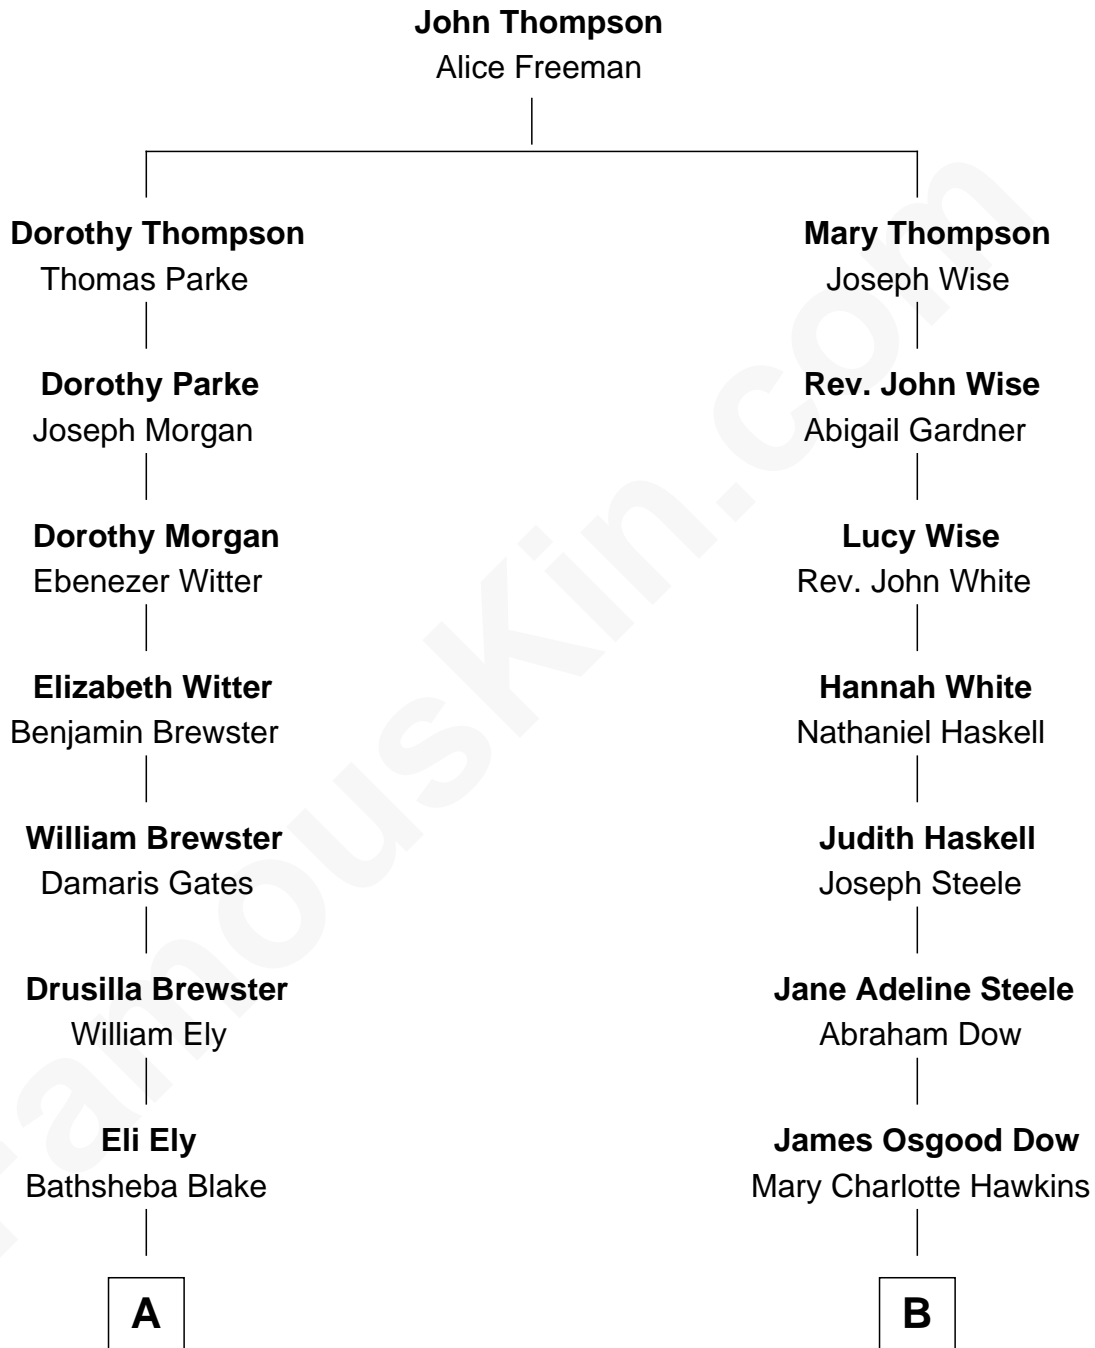 John Thompson
Alice Freeman
Dorothy Thompson
Thomas Parke
Mary Thompson
Joseph Wise
Dorothy Parke
Joseph Morgan
Rev. John Wise
Abigail Gardner
Dorothy Morgan
Ebenezer Witter
Lucy Wise
Rev. John White
Elizabeth Witter
Benjamin Brewster
Hannah White
Nathaniel Haskell
William Brewster
Damaris Gates
Judith Haskell
Joseph Steele
Drusilla Brewster
William Ely
Jane Adeline Steele
Abraham Dow
Eli Ely
Bathsheba Blake
James Osgood Dow
Mary Charlotte Hawkins
A
B
FamousKin.com